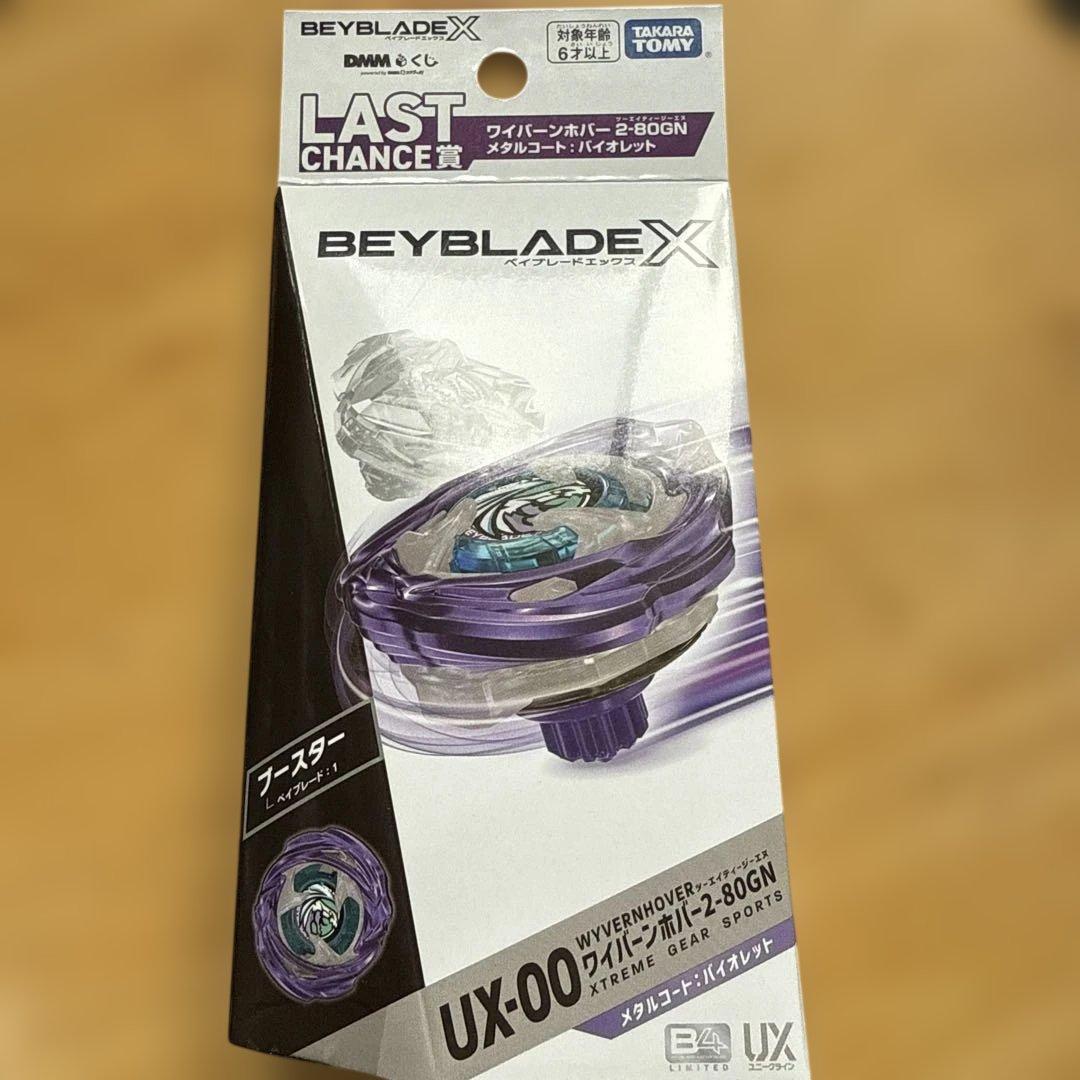 BEYBLADE X
ベイブレードエックス
DMMくじ
たいしょうねんれい
対象年齢
さいいじょう
6才以上
TAKARA
TOMY
LAST
CHANCE賞
ツーエイティージーエヌ
ワイバーンホバー 2-80GN
メタルコート:バイオレット
BEYBLADE X
ベイブレードエックス
ブースター
ベイブレード:1
WYVERNHOVER ツーエイティージーエヌ
UX-00 ワイバーンホバー2-80GN
XTREME GEAR SPORTS
メタルコート:バイオレット
B4
LIMITED
UX
ユニークライン